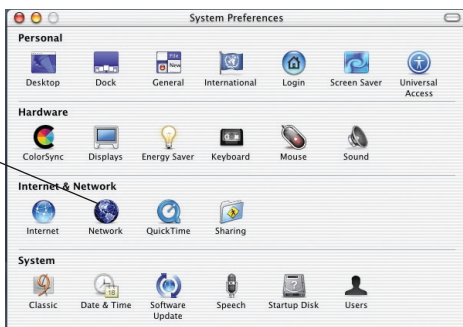 System Preferences
Personal
Desktop Dock General International Login Screen Saver Universal Access
Hardware
ColorSync Displays Energy Saver Keyboard Mouse Sound
Internet & Network
Internet Network QuickTime Sharing
System
Classic Date & Time Software Update Speech Startup Disk Users